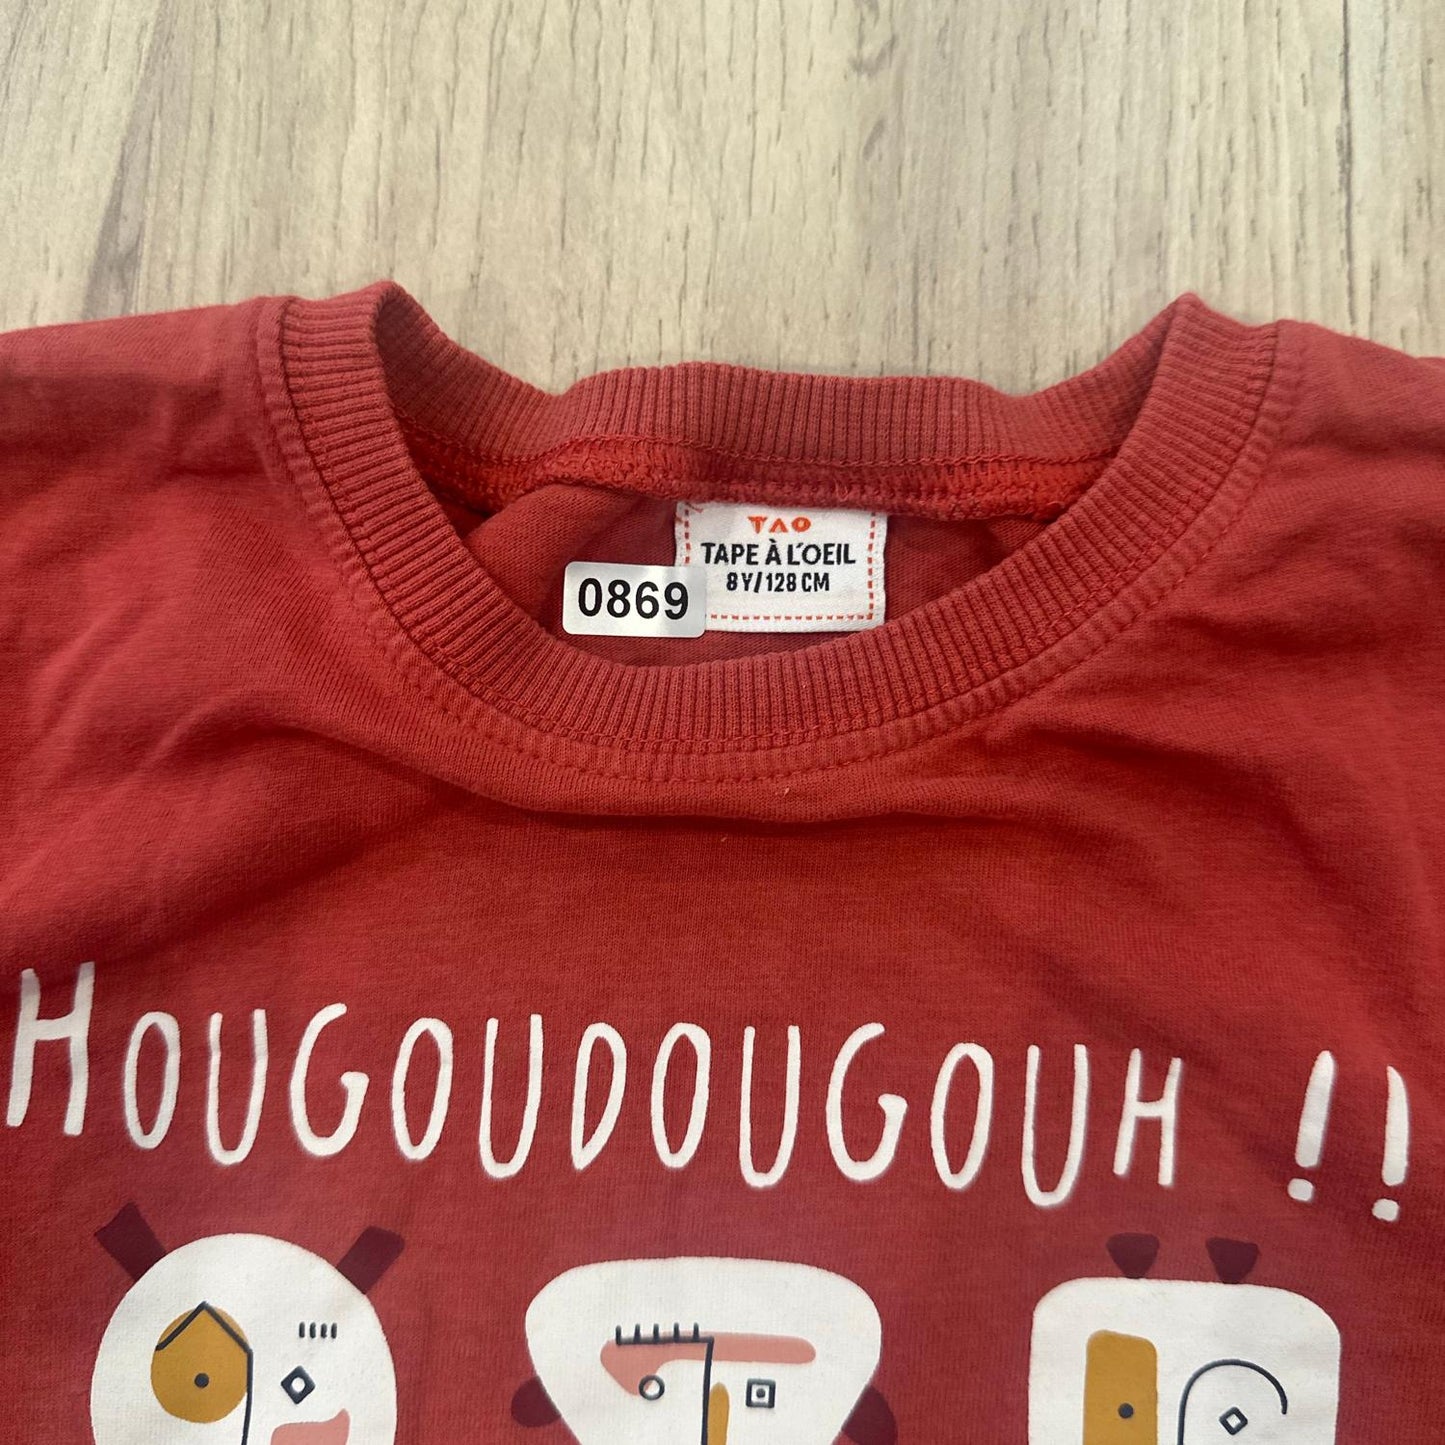 TAO
TAPE À L'OEIL
8Y/128 CM
0869
HOUGOUDOUGOUH !!